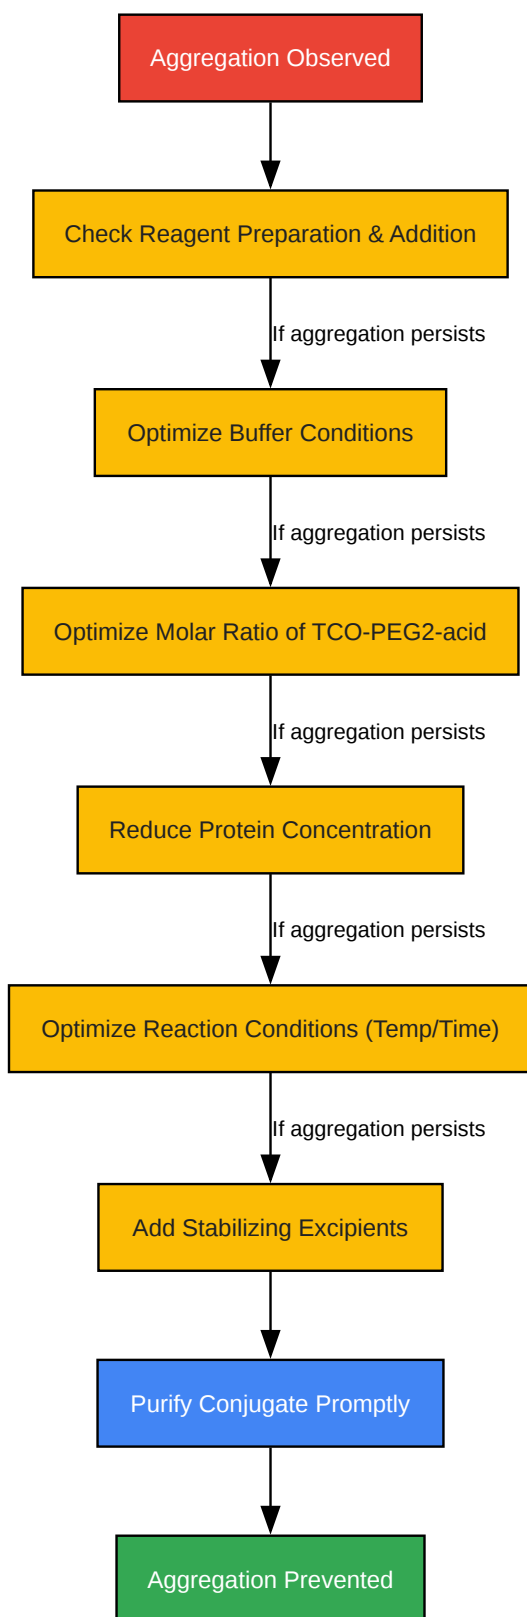 Aggregation Observed
Check Reagent Preparation & Addition
If aggregation persists
Optimize Buffer Conditions
If aggregation persists
Optimize Molar Ratio of TCO-PEG2-acid
If aggregation persists
Reduce Protein Concentration
If aggregation persists
Optimize Reaction Conditions (Temp/Time)
If aggregation persists
Add Stabilizing Excipients
Purify Conjugate Promptly
Aggregation Prevented